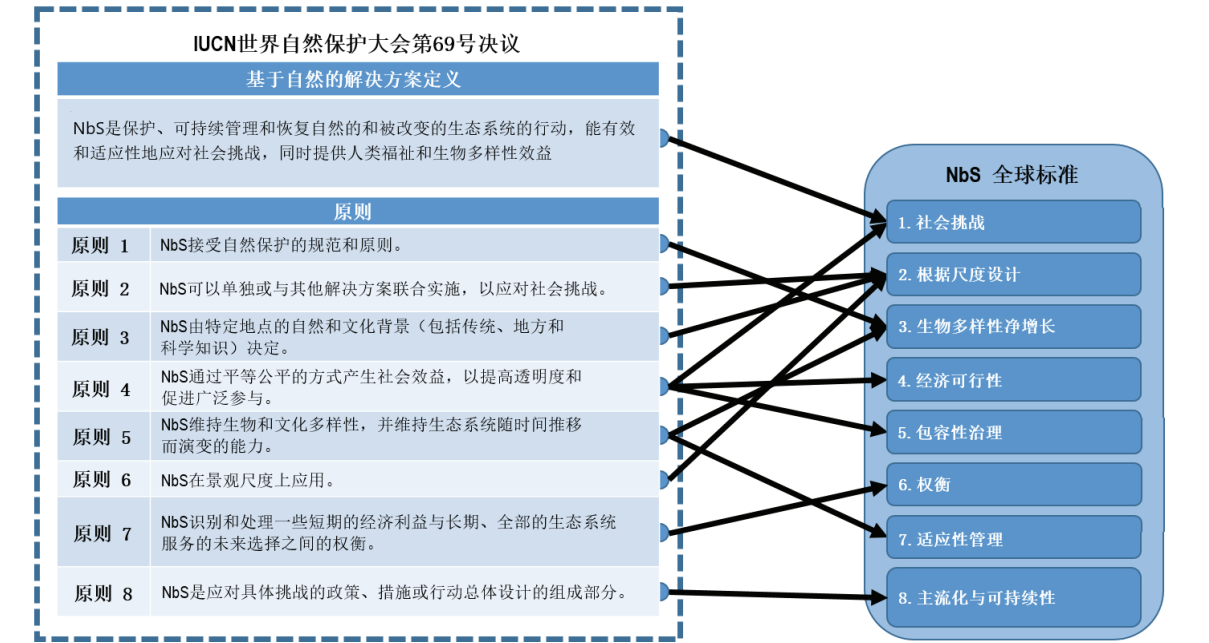 IUCN世界自然保护大会第69号决议
基于自然的解决方案定义
NbS是保护、可持续管理和恢复自然的和被改变的生态系统的行动，能有效
和适应性地应对社会挑战，同时提供人类福祉和生物多样性效益
原则
原则 1 NbS接受自然保护的规范和原则。
原则 2 NbS可以单独或与其他解决方案联合实施，以应对社会挑战。
原则 3 NbS由特定地点的自然和文化背景（包括传统、地方和
科学知识）决定。
原则 4 NbS通过平等公平的方式产生社会效益，以提高透明度和
促进广泛参与。
原则 5 NbS维持生物和文化多样性，并维持生态系统随时间推移
而演变的能力。
原则 6 NbS在景观尺度上应用。
原则 7 NbS识别和处理一些短期的经济利益与长期、全部的生态系统
服务的未来选择之间的权衡。
原则 8 NbS是应对具体挑战的政策、措施或行动总体设计的组成部分。
NbS 全球标准
1. 社会挑战
2. 根据尺度设计
3. 生物多样性净增长
4. 经济可行性
5. 包容性治理
6. 权衡
7. 适应性管理
8. 主流化与可持续性